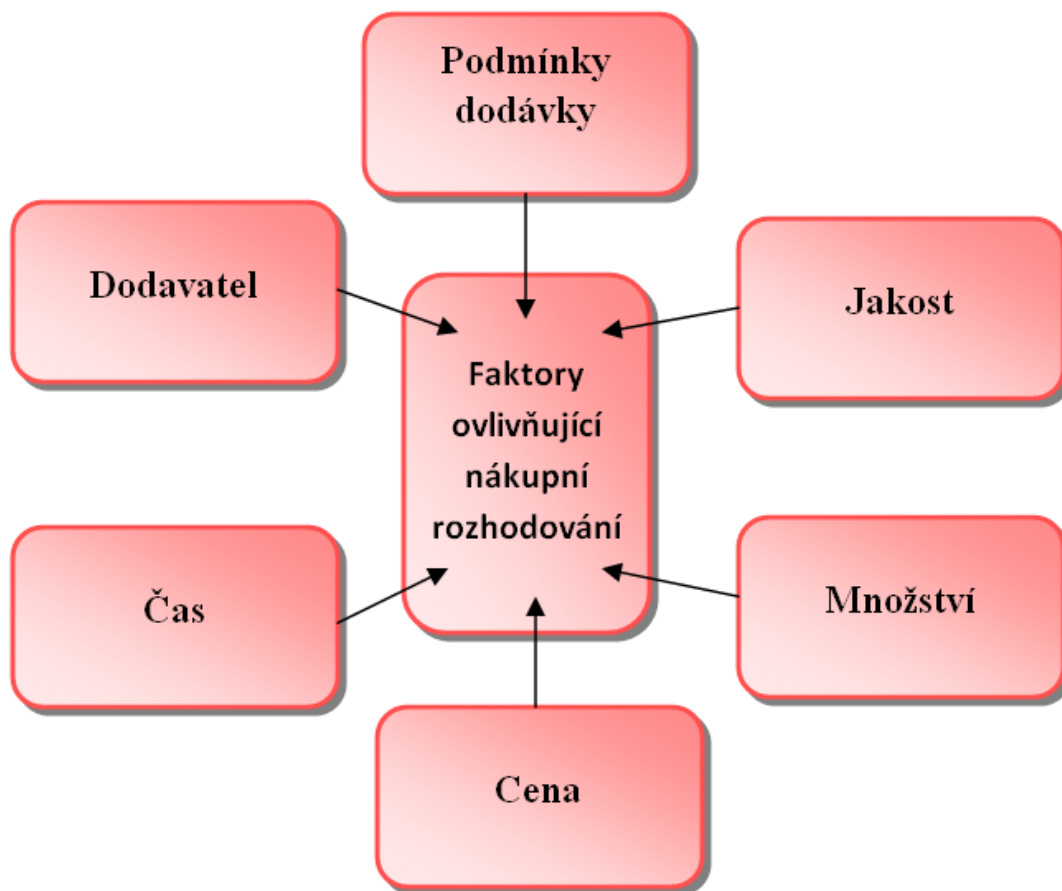 Podmínky
dodávky
Dodavatel
Jakost
Faktory
ovlivňující
nákupní
rozhodování
Čas
Množství
Cena